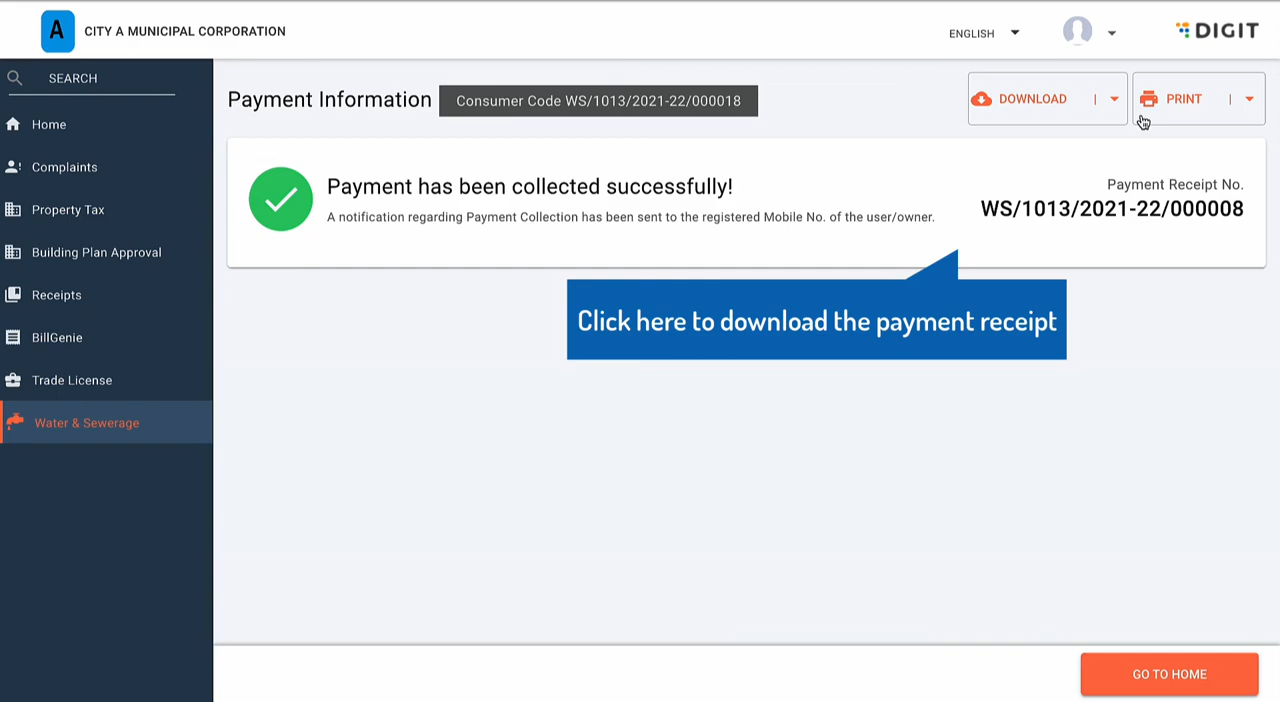 A
CITY A MUNICIPAL CORPORATION
ENGLISH
DIGIT
SEARCH
Home
Complaints
Property Tax
Building Plan Approval
Receipts
BillGenie
Trade License
Water & Sewerage
Payment Information
Consumer Code WS/1013/2021-22/000018
DOWNLOAD
PRINT
Payment has been collected successfully!
A notification regarding Payment Collection has been sent to the registered Mobile No. of the user/owner.
Payment Receipt No.
WS/1013/2021-22/000008
Click here to download the payment receipt
GO TO HOME